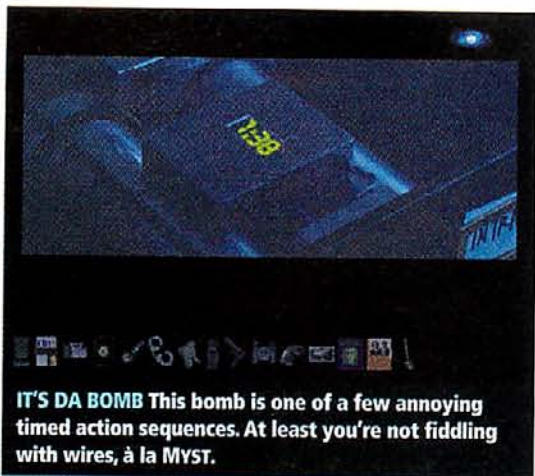 1:38
IT'S DA BOMB This bomb is one of a few annoying
timed action sequences. At least you're not fiddling
with wires, à la MYST.